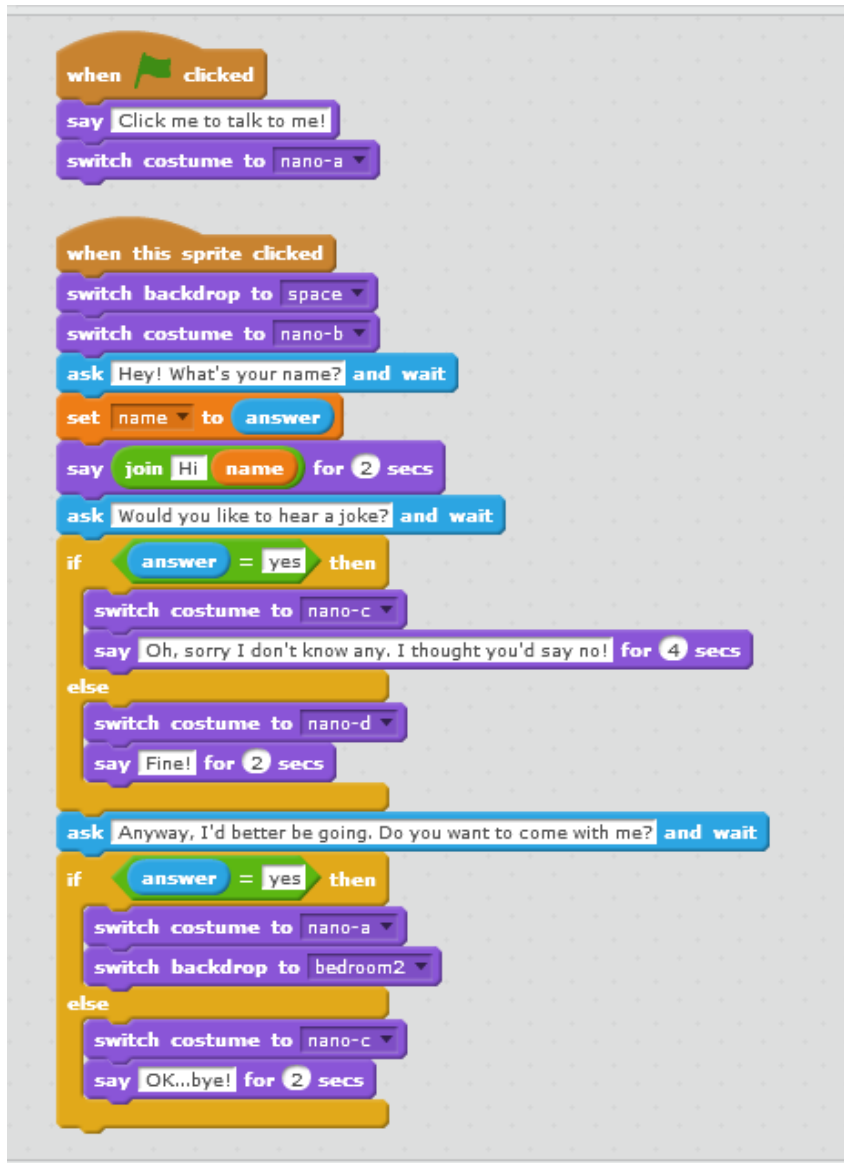 when clicked
say Click me to talk to me!
switch costume to nano-a
when this sprite clicked
switch backdrop to space
switch costume to nano-b
ask Hey! What's your name? and wait
set name to answer
say join Hi name for 2 secs
ask Would you like to hear a joke? and wait
if answer = yes then
switch costume to nano-c
say Oh, sorry I don't know any. I thought you'd say no! for 4 secs
else
switch costume to nano-d
say Fine! for 2 secs
ask Anyway, I'd better be going. Do you want to come with me? and wait
if answer = yes then
switch costume to nano-a
switch backdrop to bedroom2
else
switch costume to nano-c
say OK...bye! for 2 secs